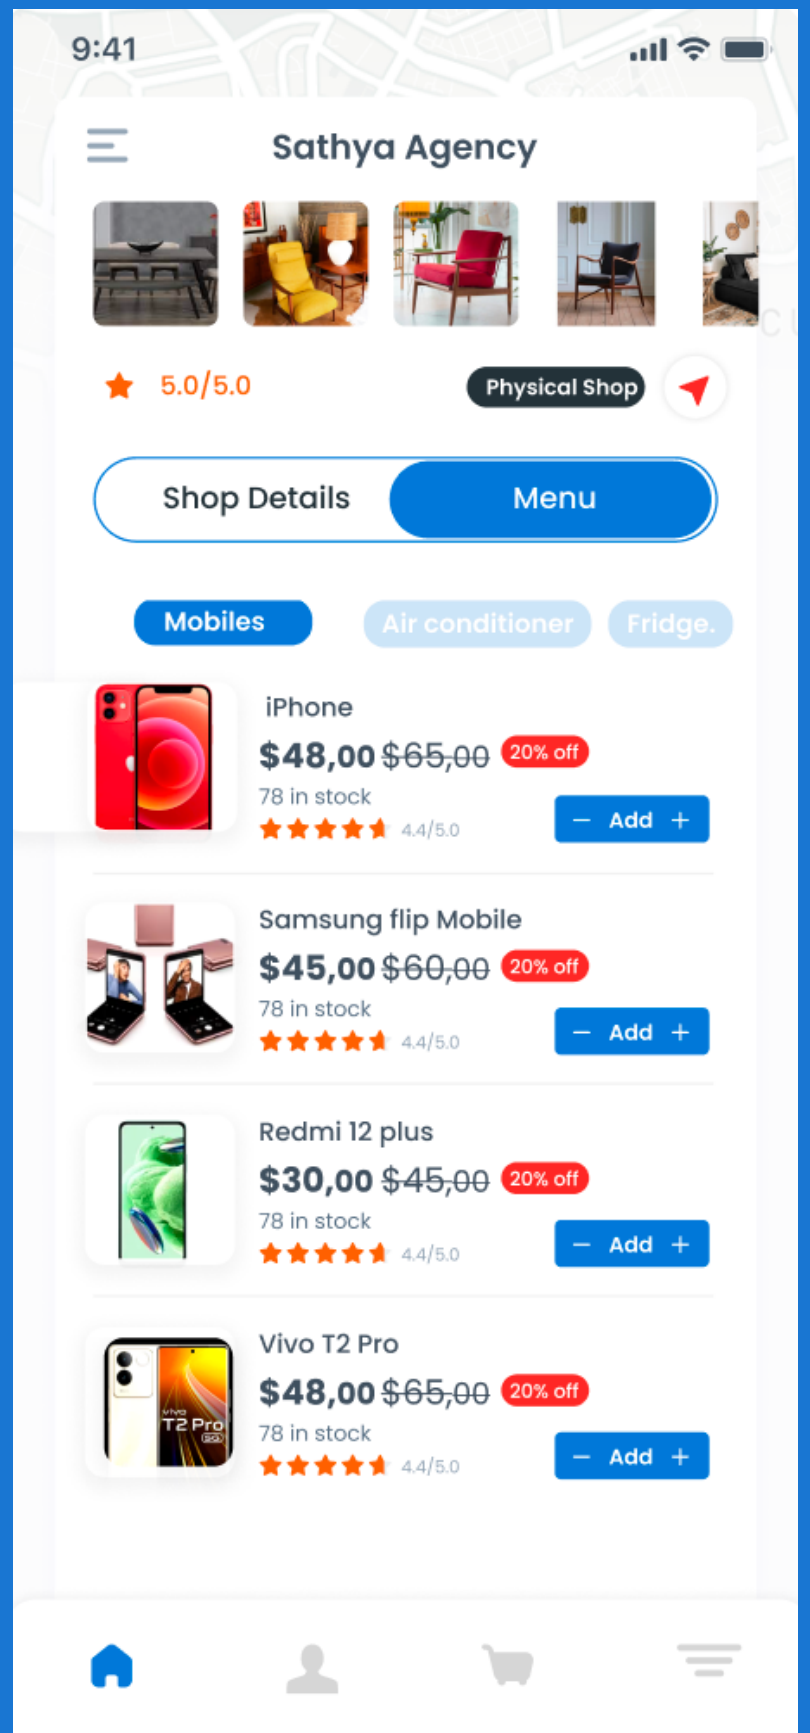 9:41
Sathya Agency
5.0/5.0
Physical Shop
Shop Details
Menu
Mobiles
Air conditioner
Fridge.
iPhone
$48,00 $65,00 20% off
78 in stock
4.4/5.0
— Add +
Samsung flip Mobile
$45,00 $60,00 20% off
78 in stock
4.4/5.0
— Add +
Redmi 12 plus
$30,00 $45,00 20% off
78 in stock
4.4/5.0
— Add +
Vivo T2 Pro
vivo
T2 Pro
5G
$48,00 $65,00 20% off
78 in stock
4.4/5.0
— Add +